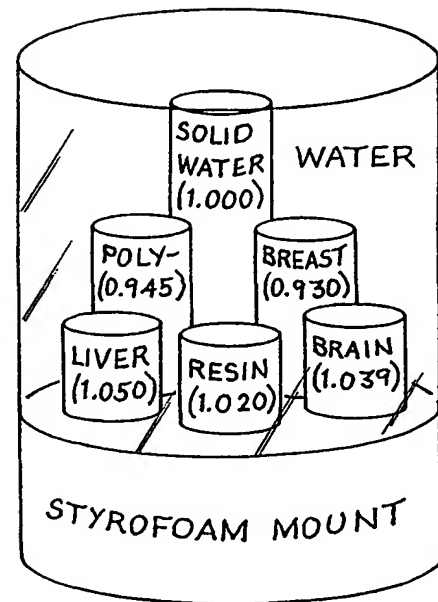 SOLID
WATER
(1.000)
WATER
POLY-
(0.945)
BREAST
(0.930)
LIVER
(1.050)
RESIN
(1.020)
BRAIN
(1.039)
STYROFOAM MOUNT